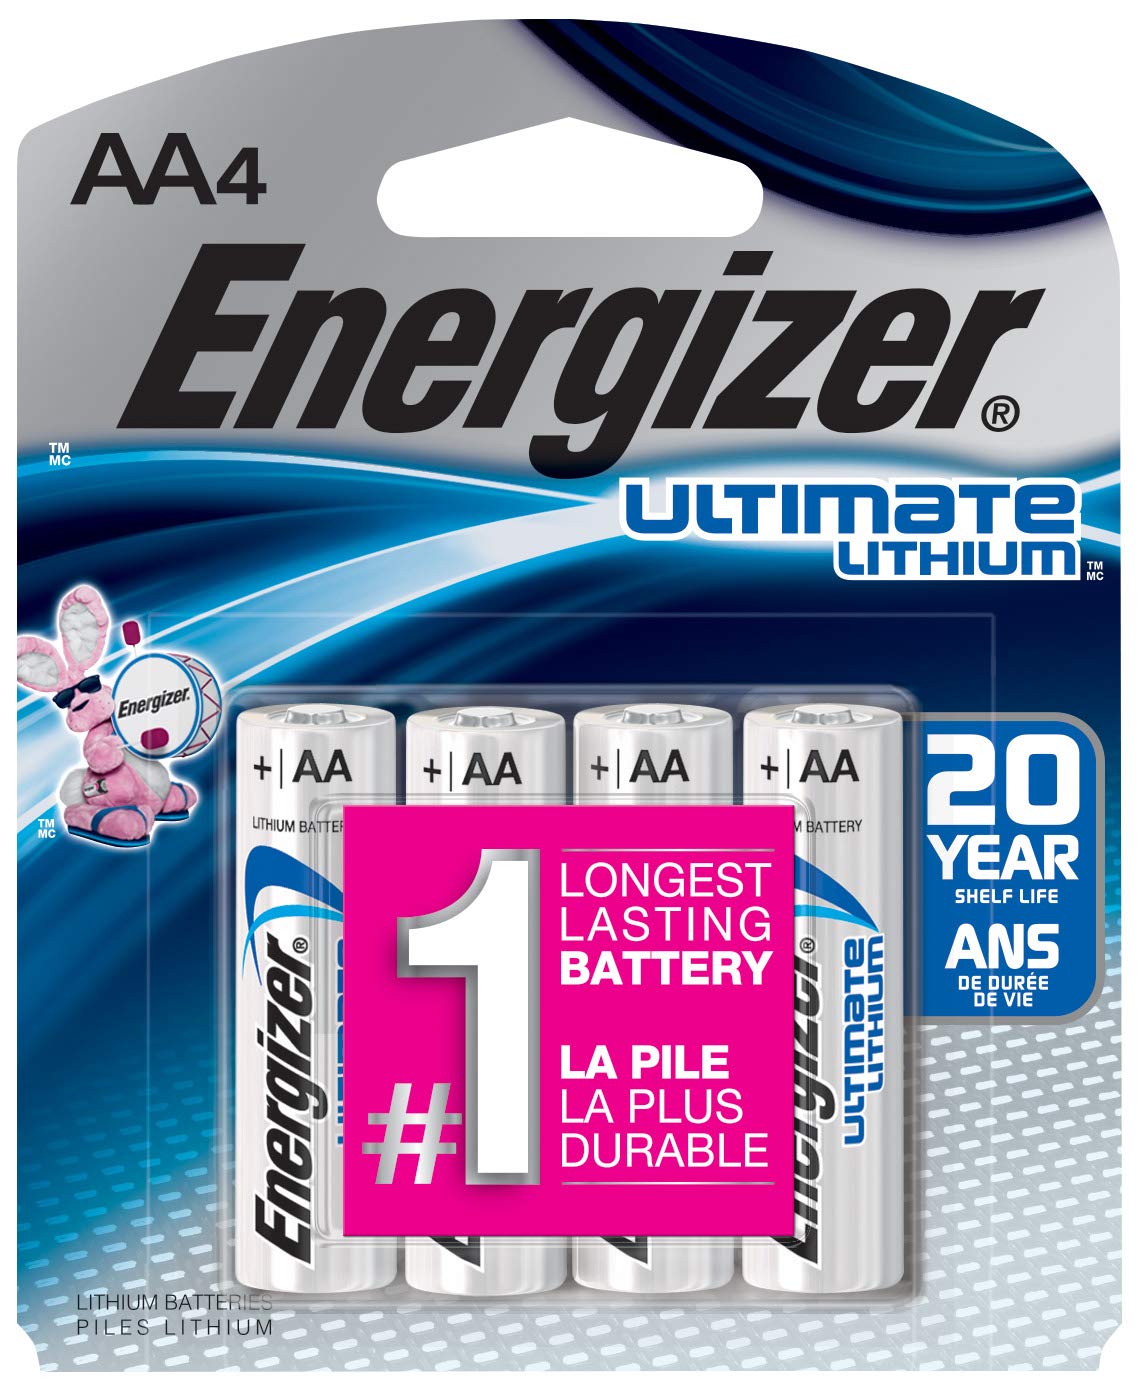 AA4
Energizer®
TM
MC
ULTIMATE
LITHIUM
TM
MC
Energizer.
TM
MC
+ AA
+ AA
+ AA
+ AA
LITHIUM BATTER
M BATTERY
20
YEAR
SHELF LIFE
ANS
DE DURÉE
DE VIE
#1
LONGEST
LASTING
BATTERY
LA PILE
LA PLUS
DURABLE
Energizer®
ULTIMATE
LITHIUM
LITHIUM BATTERIES
PILES LITHIUM